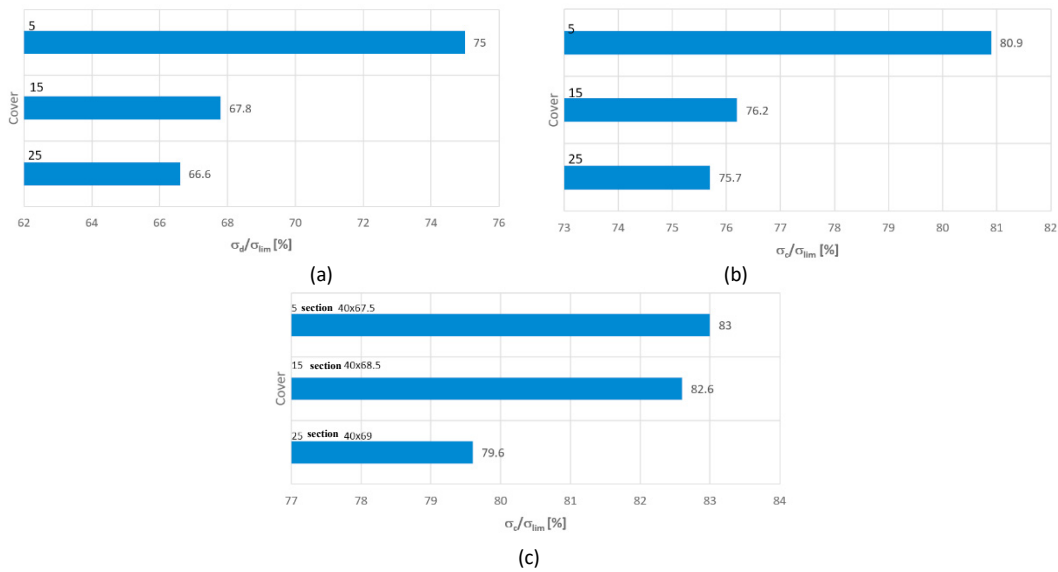 5
75
15
67.8
25
66.6
Cover
62 64 66 68 70 72 74 76
σd/σlim [%]
(a)
5
80.9
15
76.2
25
75.7
Cover
73 74 75 76 77 78 79 80 81 82
σc/σlim [%]
(b)
5 section 40x67.5
83
15 section 40x68.5
82.6
25 section 40x69
79.6
Cover
77 78 79 80 81 82 83 84
σc/σlim [%]
(c)